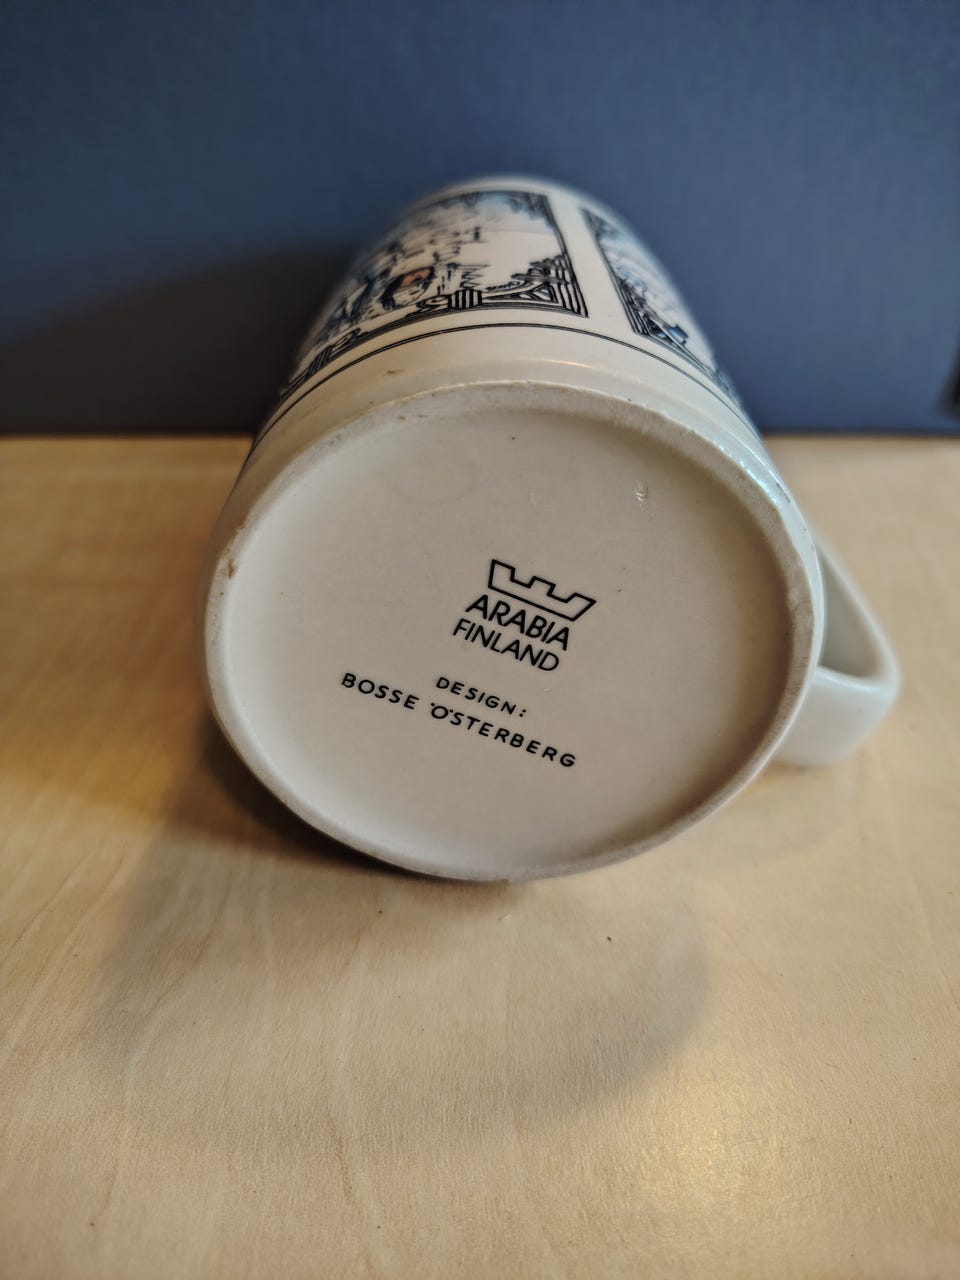 ARABIA
FINLAND
DESIGN:
BOSSE ÖSTERBERG